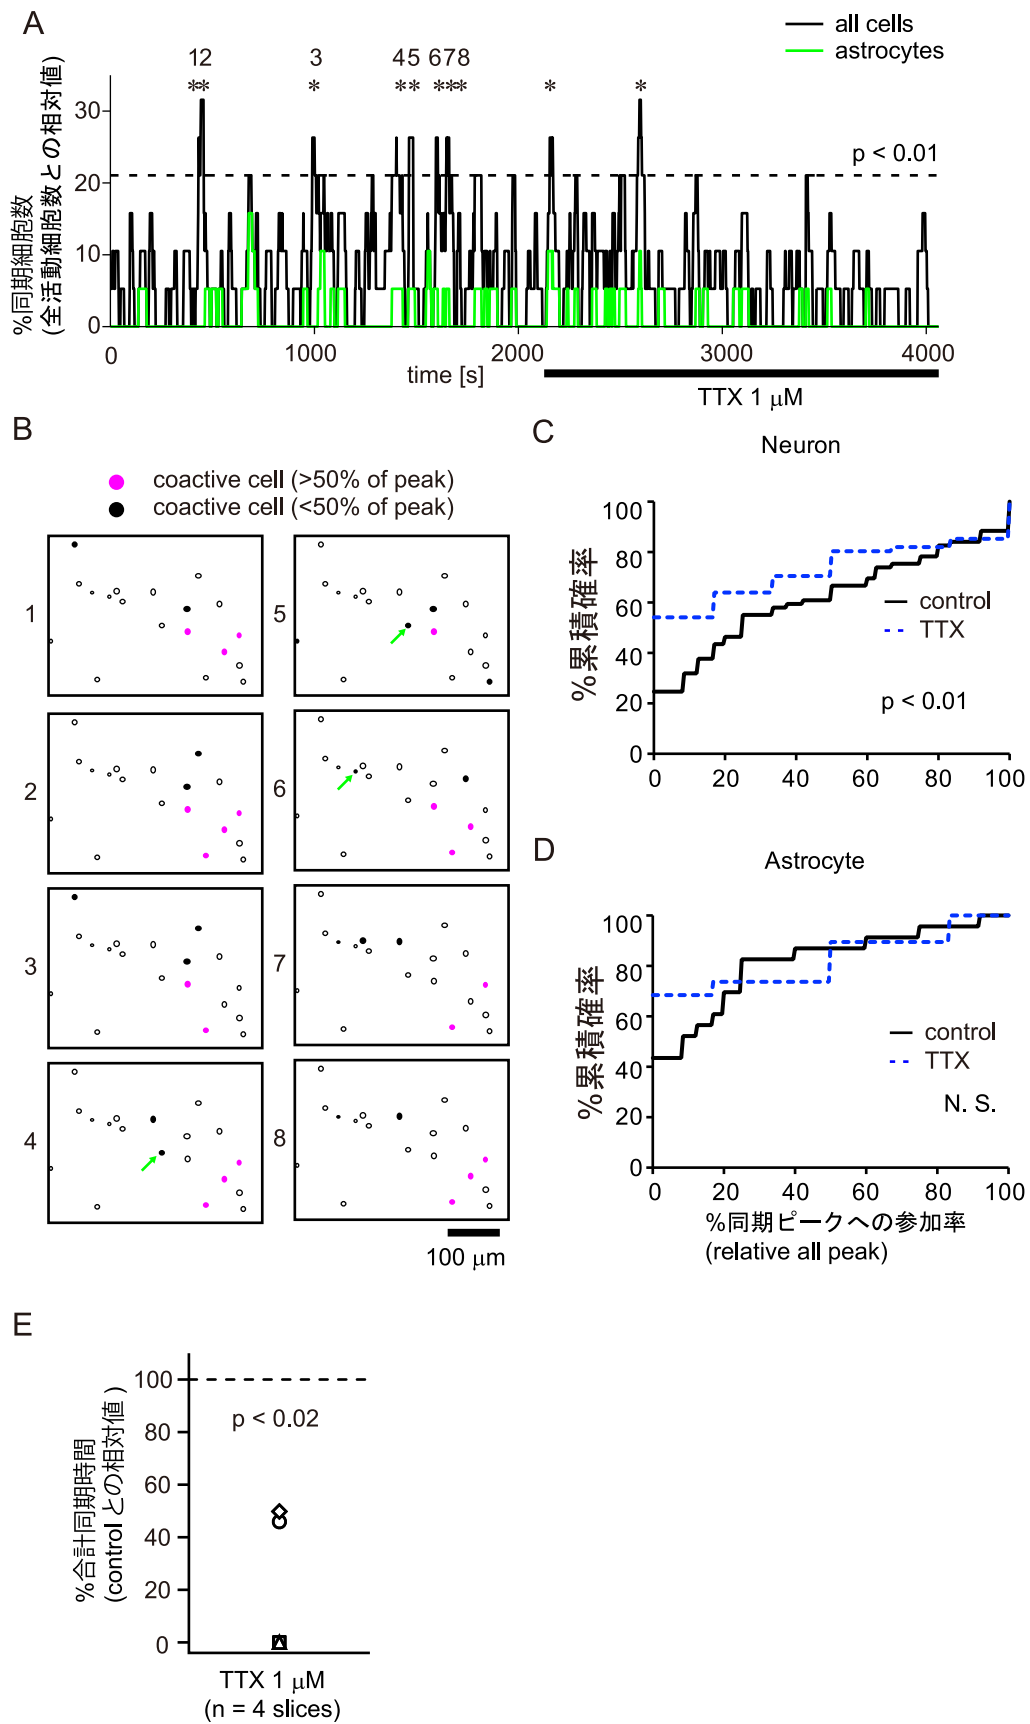 A
all cells
astrocytes
12 3 45 678
** * ** *** * *
%同期細胞数
(全活動細胞数との相対値)
30
20
10
0
p < 0.01
0 1000 2000 3000 4000
time [s]
TTX 1 μM
B
coactive cell (>50% of peak)
coactive cell (<50% of peak)
1
2
3
4
5
6
7
8
100 μm
C
Neuron
%累積確率
100
80
60
40
20
0
control
TTX
p < 0.01
0 20 40 60 80 100
D
Astrocyte
%累積確率
100
80
60
40
20
0
control
TTX
N. S.
0 20 40 60 80 100
%同期ピークへの参加率
(relative all peak)
E
%合計同期時間
(control との相対値)
100
80
60
40
20
0
p < 0.02
TTX 1 μM
(n = 4 slices)